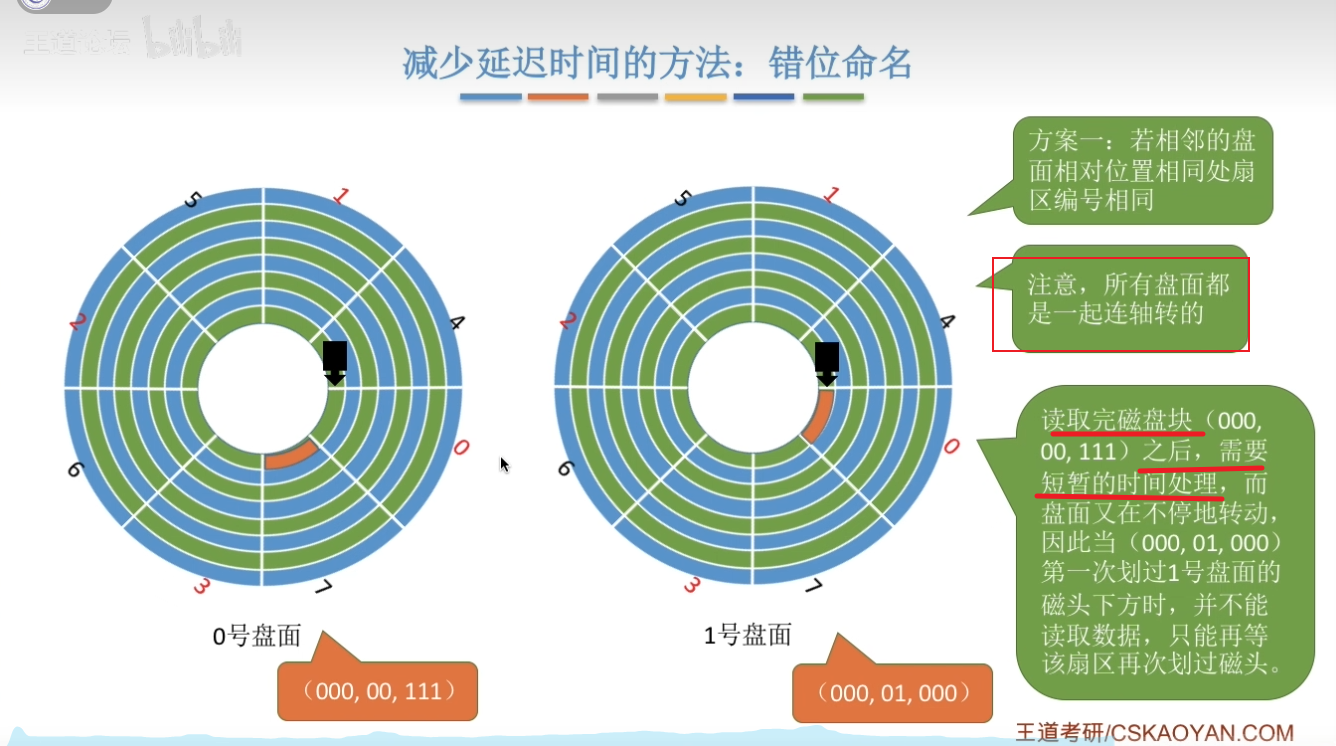 王道论坛 bilibili
减少延迟时间的方法：错位命名
方案一：若相邻的盘
面相对位置相同处扇
区编号相同
注意，所有盘面都
是一起连轴转的
读取完磁盘块（000,
00, 111）之后，需要
短暂的时间处理，而
盘面又在不停地转动，
因此当（000, 01, 000）
第一次划过1号盘面的
磁头下方时，并不能
读取数据，只能再等
该扇区再次划过磁头。
5
1
2
4
6
0
3
7
0号盘面
（000, 00, 111）
5
1
2
4
6
0
3
7
1号盘面
（000, 01, 000）
王道考研/CSKAOYAN.COM